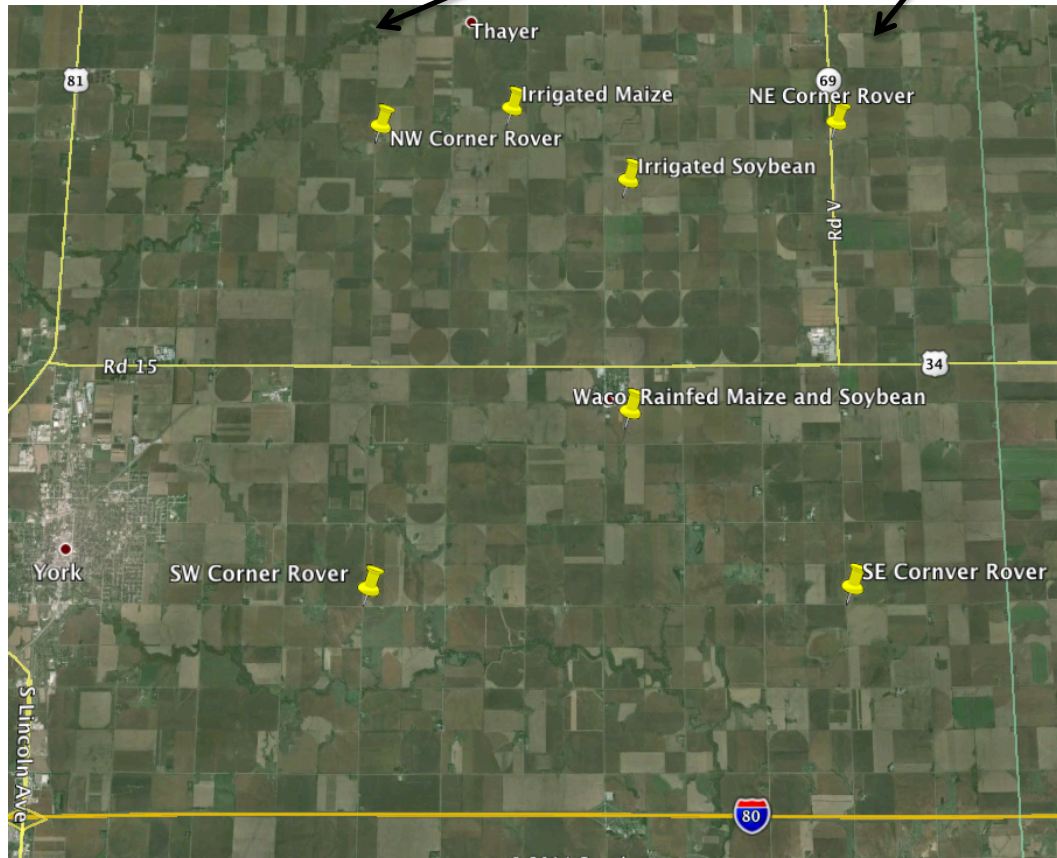 Thayer
81
69
Irrigated Maize
NE Corner Rover
NW Corner Rover
Irrigated Soybean
Rd V
Rd 15
34
Waco
Rainfed Maize and Soybean
York
SW Corner Rover
SE Cornver Rover
S Lincoln Ave
80